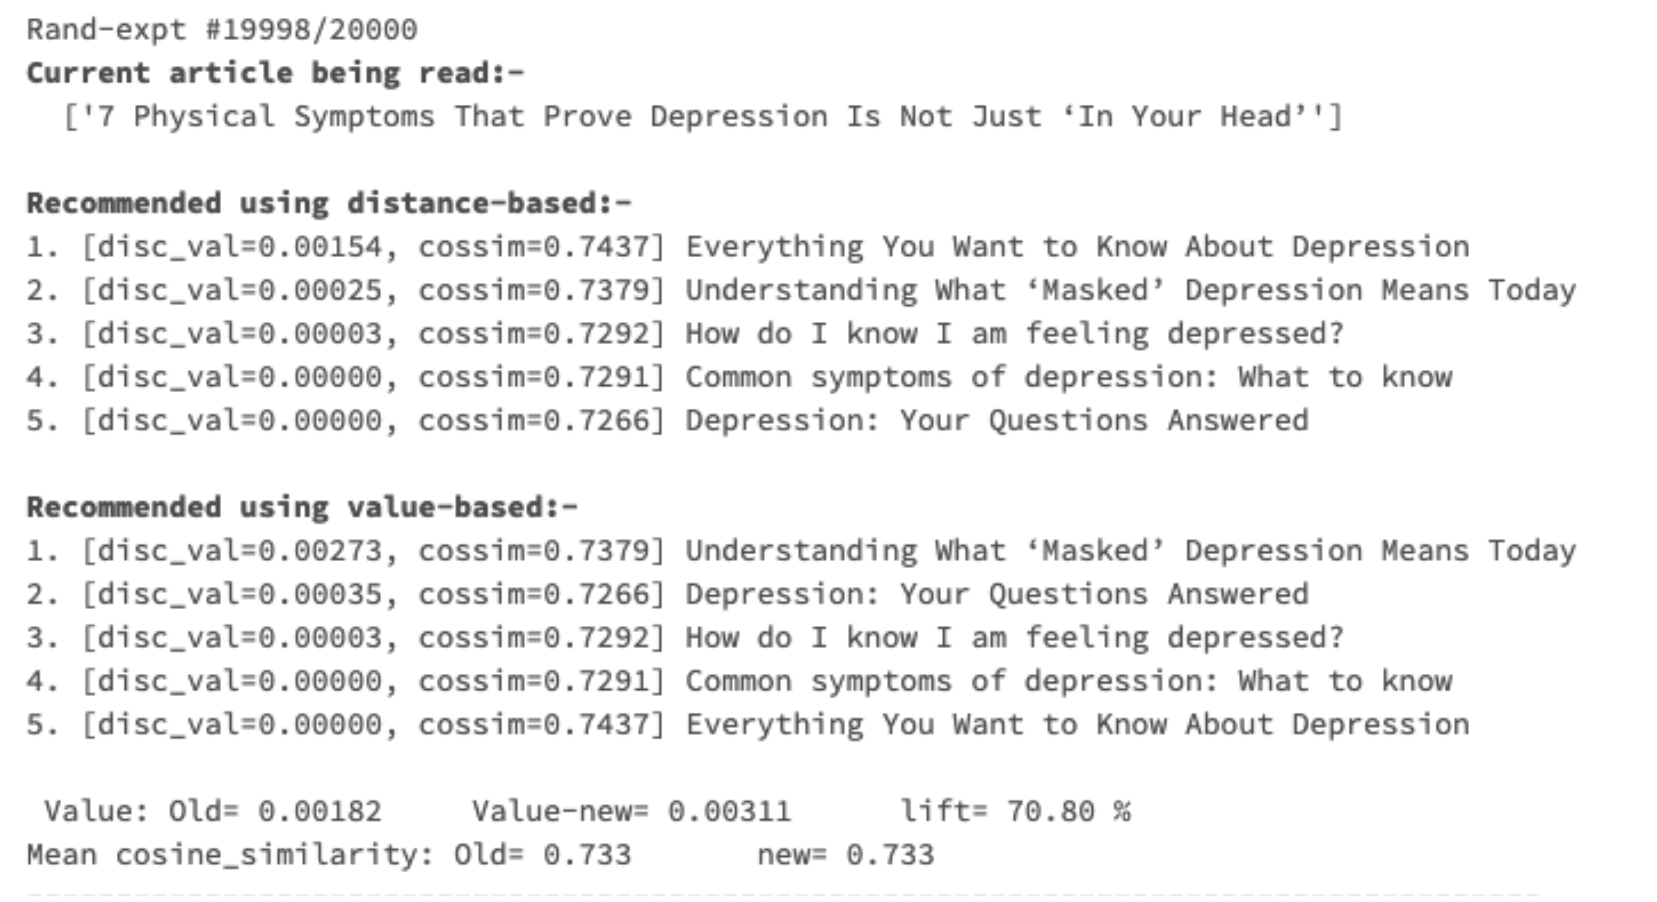 Rand-expt #19998/20000
Current article being read:-
['7 Physical Symptoms That Prove Depression Is Not Just ‘In Your Head’']
Recommended using distance-based:-
1. [disc_val=0.00154, cossim=0.7437] Everything You Want to Know About Depression
2. [disc_val=0.00025, cossim=0.7379] Understanding What ‘Masked’ Depression Means Today
3. [disc_val=0.00003, cossim=0.7292] How do I know I am feeling depressed?
4. [disc_val=0.00000, cossim=0.7291] Common symptoms of depression: What to know
5. [disc_val=0.00000, cossim=0.7266] Depression: Your Questions Answered
Recommended using value-based:-
1. [disc_val=0.00273, cossim=0.7379] Understanding What ‘Masked’ Depression Means Today
2. [disc_val=0.00035, cossim=0.7266] Depression: Your Questions Answered
3. [disc_val=0.00003, cossim=0.7292] How do I know I am feeling depressed?
4. [disc_val=0.00000, cossim=0.7291] Common symptoms of depression: What to know
5. [disc_val=0.00000, cossim=0.7437] Everything You Want to Know About Depression
Value: Old= 0.00182 Value-new= 0.00311 lift= 70.80 %
Mean cosine_similarity: Old= 0.733 new= 0.733